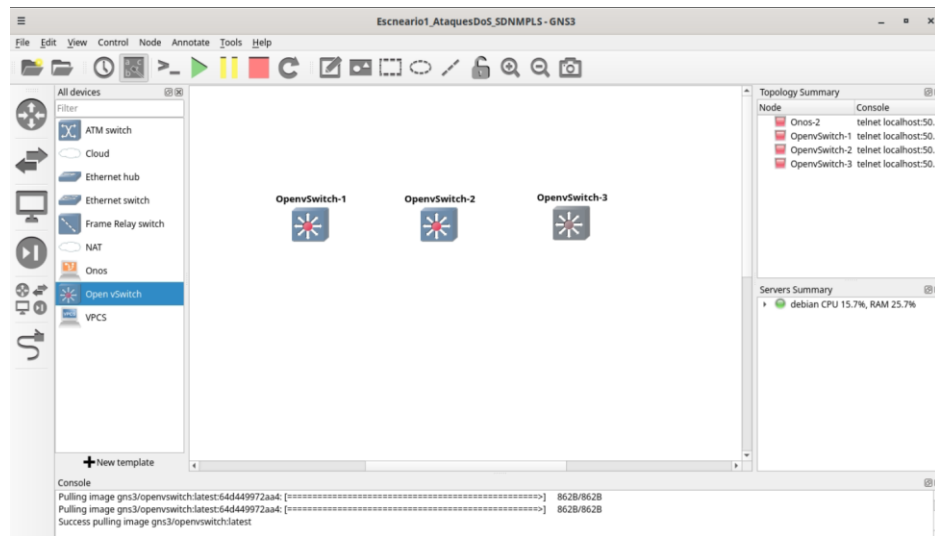 Escneario1_AtaquesDoS_SDNMPLS - GNS3
File Edit View Control Node Annotate Tools Help
All devices
Filter
ATM switch
Cloud
Ethernet hub
Ethernet switch
Frame Relay switch
NAT
Onos
Open vSwitch
VPCS
New template
OpenvSwitch-1
OpenvSwitch-2
OpenvSwitch-3
Topology Summary
Node Console
Onos-2 telnet localhost:50.
OpenvSwitch-1 telnet localhost:50.
OpenvSwitch-2 telnet localhost:50.
OpenvSwitch-3 telnet localhost:50.
Servers Summary
debian CPU 15.7%, RAM 25.7%
Console
Pulling image gns3/openvswitch:latest:64d449972aa4: [==================================================>] 862B/862B
Pulling image gns3/openvswitch:latest:64d449972aa4: [==================================================>] 862B/862B
Success pulling image gns3/openvswitch:latest